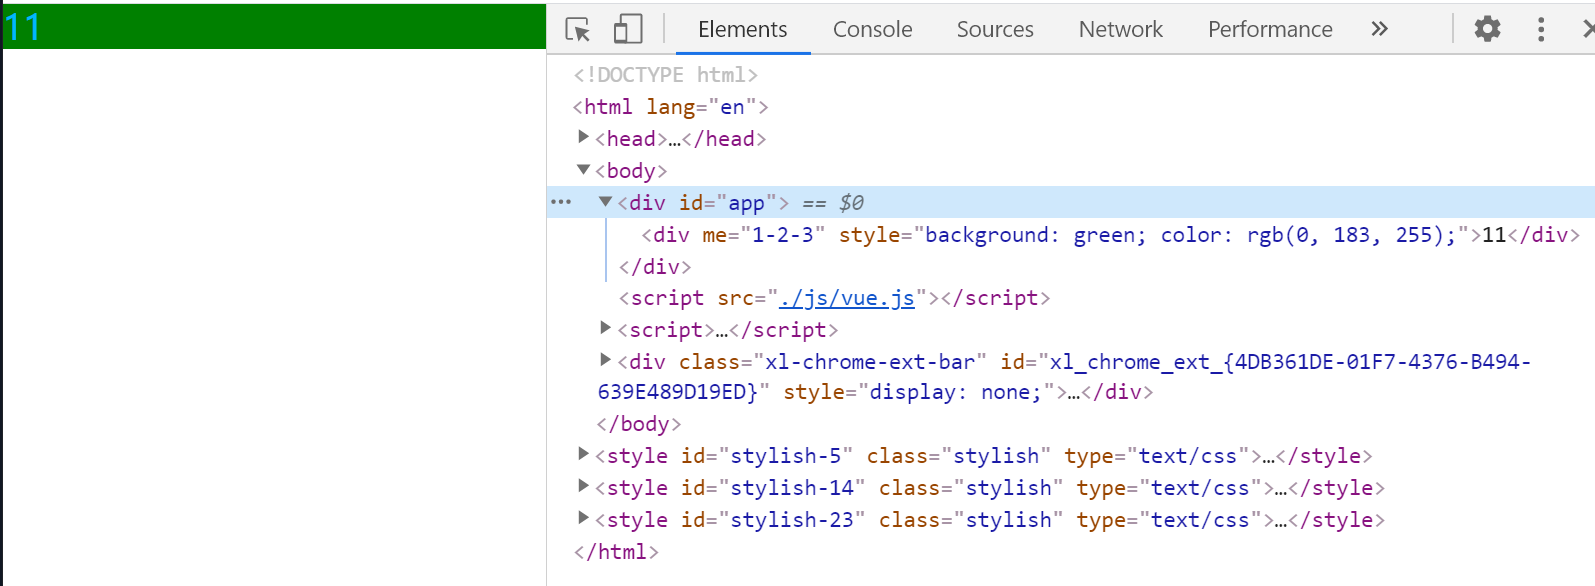 11
Elements Console Sources Network Performance »
<!DOCTYPE html>
<html lang="en">
<head>…</head>
<body>
<div id="app"> == $0
<div me="1-2-3" style="background: green; color: rgb(0, 183, 255);">11</div>
</div>
<script src="./js/vue.js"></script>
<script>…</script>
<div class="xl-chrome-ext-bar" id="xl_chrome_ext_{4DB361DE-01F7-4376-B494-
639E489D19ED}" style="display: none;">…</div>
</body>
<style id="stylish-5" class="stylish" type="text/css">…</style>
<style id="stylish-14" class="stylish" type="text/css">…</style>
<style id="stylish-23" class="stylish" type="text/css">…</style>
</html>